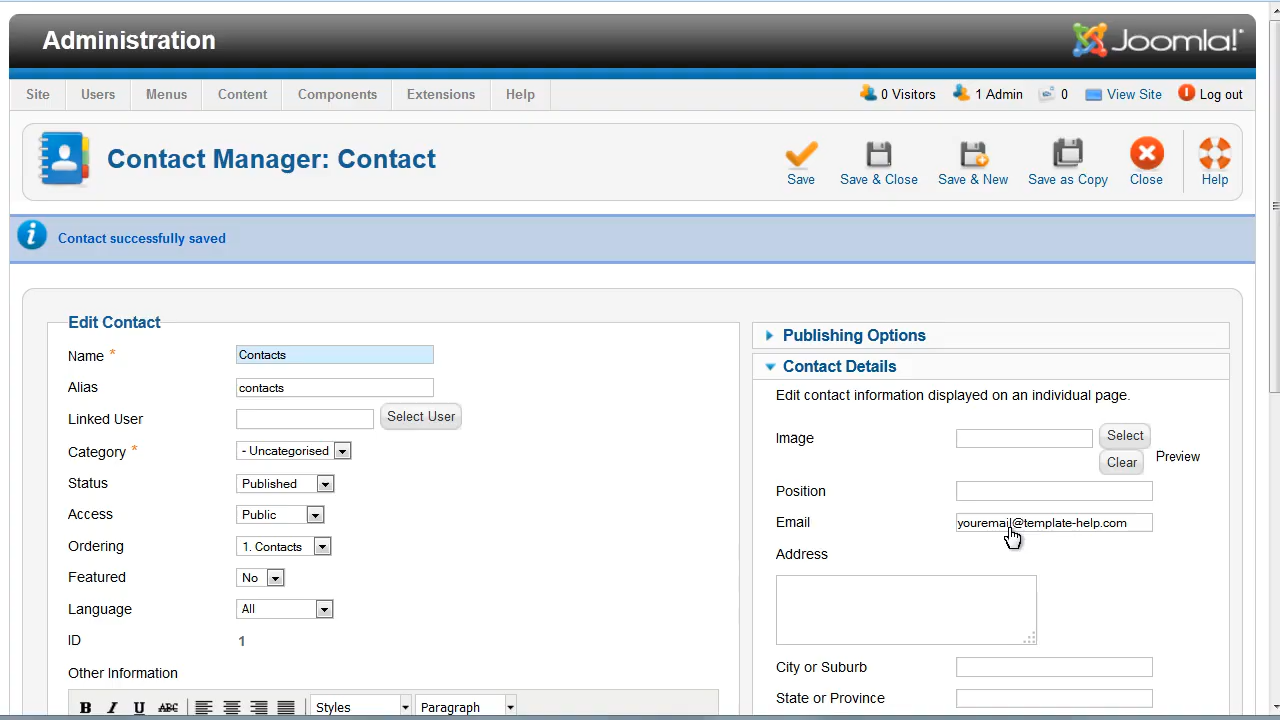 Administration
Joomla!
Site Users Menus Content Components Extensions Help
0 Visitors 1 Admin 0 View Site Log out
Contact Manager: Contact
Save Save & Close Save & New Save as Copy Close Help
Contact successfully saved
Edit Contact
Name * Contacts
Alias contacts
Linked User Select User
Category * - Uncategorised
Status Published
Access Public
Ordering 1. Contacts
Featured No
Language All
ID 1
Other Information
B I U ABC Styles Paragraph
Publishing Options
Contact Details
Edit contact information displayed on an individual page.
Image Select
Clear Preview
Position
Email youremail@template-help.com
Address
City or Suburb
State or Province